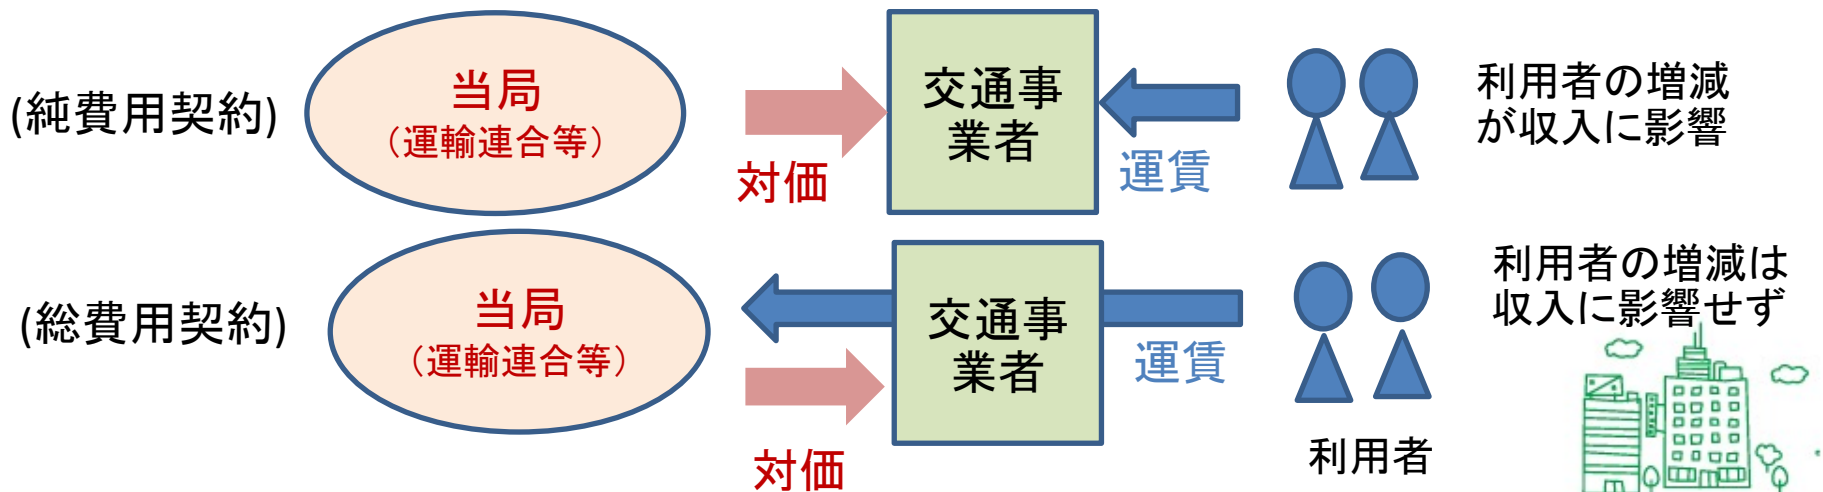 (純費用契約)
当局
（運輸連合等）
対価
交通事
業者
運賃
利用者の増減
が収入に影響
(総費用契約)
当局
（運輸連合等）
対価
交通事
業者
運賃
利用者
利用者の増減は
収入に影響せず